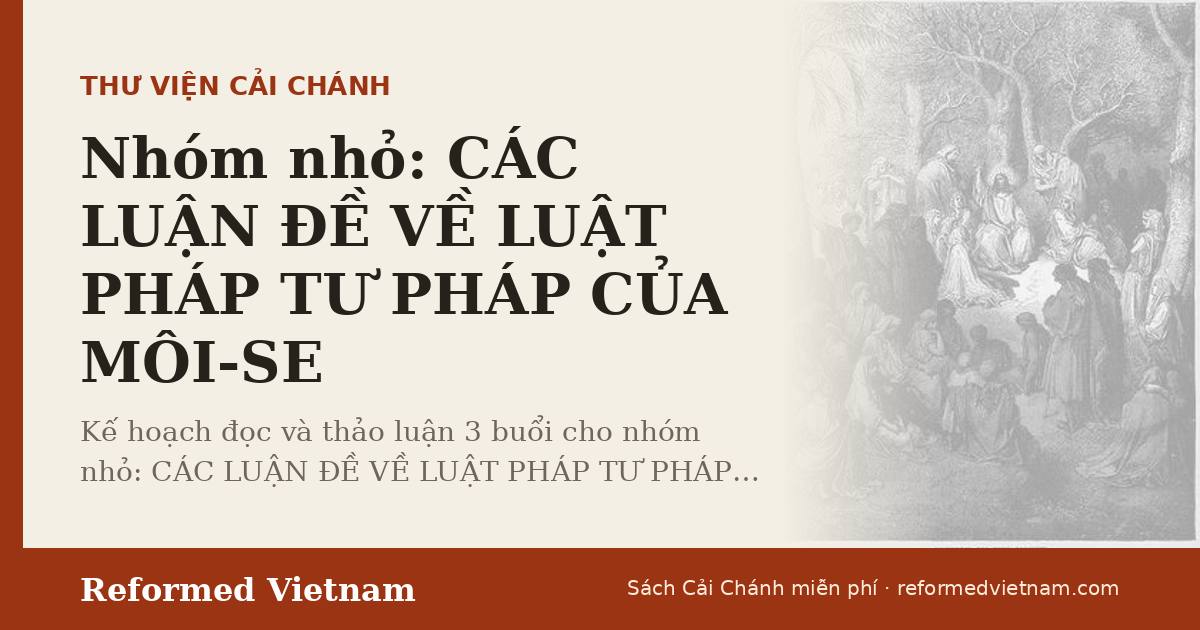 THƯ VIỆN CẢI CHÁNH
Nhóm nhỏ: CÁC
LUẬN ĐỀ VỀ LUẬT
PHÁP TƯ PHÁP CỦA
MÔI-SE
Kế hoạch đọc và thảo luận 3 buổi cho nhóm
nhỏ: CÁC LUẬN ĐỀ VỀ LUẬT PHÁP TƯ PHÁP…
Reformed Vietnam
Sách Cải Chánh miễn phí · reformedvietnam.com